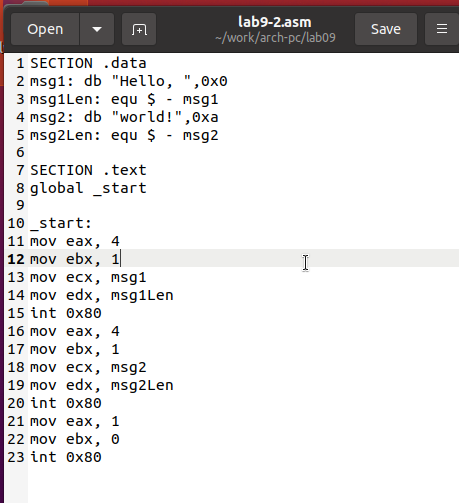 Open
lab9-2.asm
~/work/arch-pc/lab09
Save
1 SECTION .data
2 msg1: db "Hello, ",0x0
3 msg1Len: equ $ - msg1
4 msg2: db "world!",0xa
5 msg2Len: equ $ - msg2
6
7 SECTION .text
8 global _start
9
10 _start:
11 mov eax, 4
12 mov ebx, 1
13 mov ecx, msg1
14 mov edx, msg1Len
15 int 0x80
16 mov eax, 4
17 mov ebx, 1
18 mov ecx, msg2
19 mov edx, msg2Len
20 int 0x80
21 mov eax, 1
22 mov ebx, 0
23 int 0x80